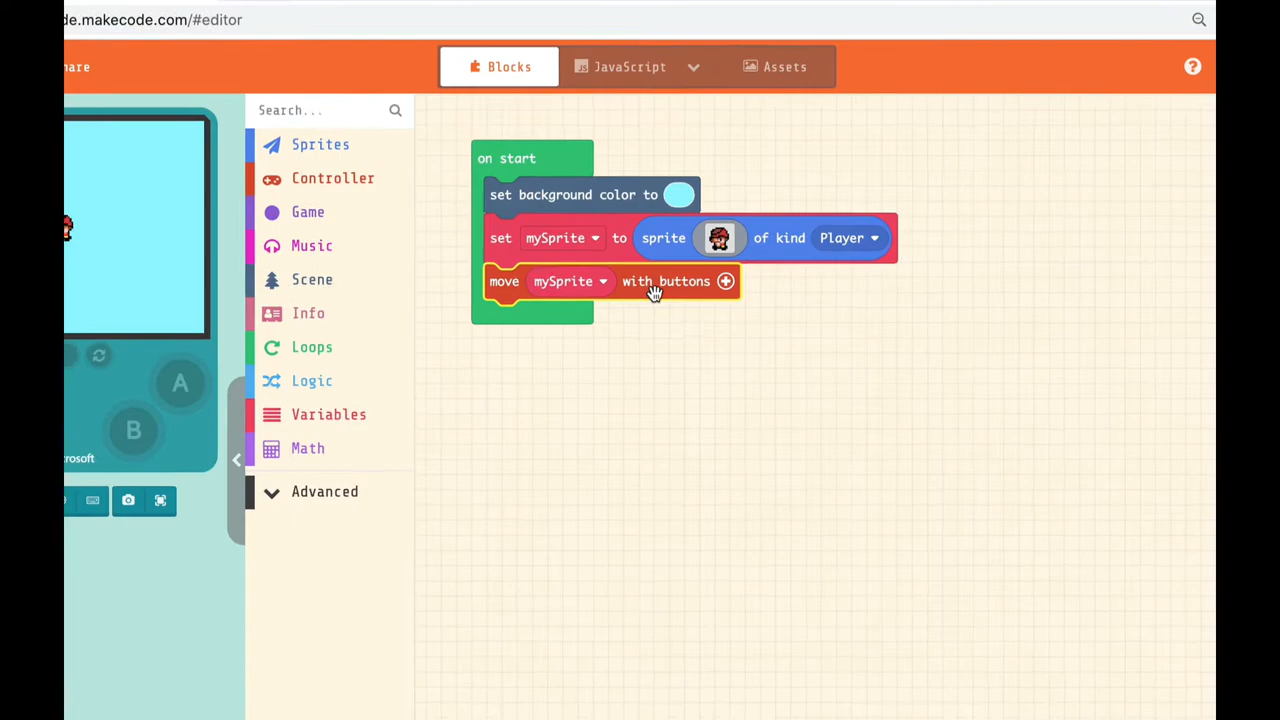 de.makecode.com/#editor
hare
Blocks
JavaScript
Assets
Search...
Sprites
Controller
Game
Music
Scene
Info
Loops
Logic
Variables
Math
Advanced
on start
set background color to
set mySprite to sprite of kind Player
move mySprite with buttons
A
B
rosoft